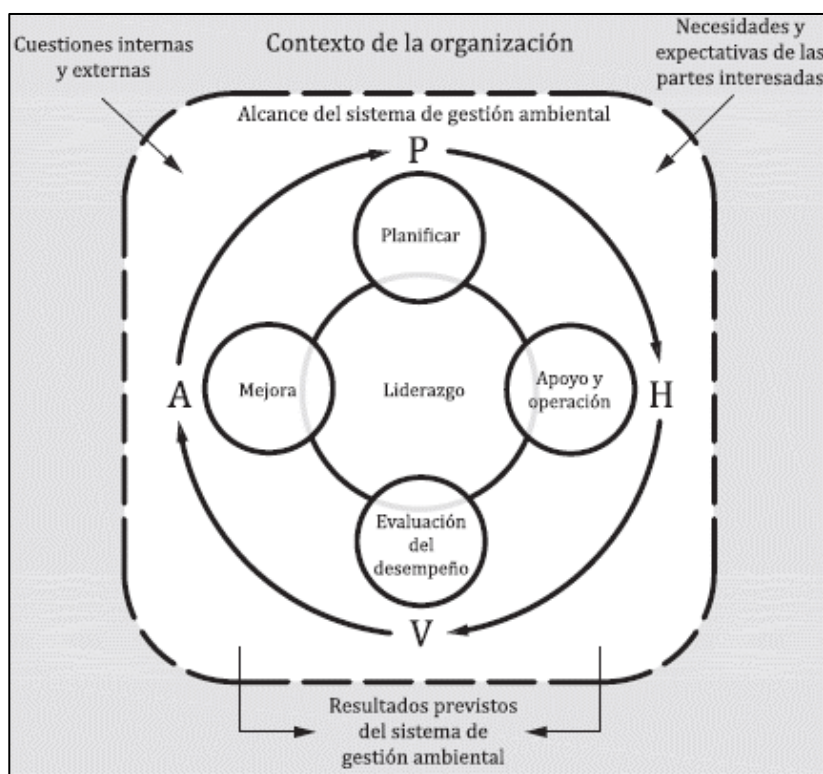 Cuestiones internas
y externas
Contexto de la organización
Necesidades y
expectativas de las
partes interesadas
Alcance del sistema de gestión ambiental
P
Planificar
A
Mejora
Liderazgo
Apoyo y
operación
H
Evaluación
del
desempeño
V
Resultados previstos
del sistema de
gestión ambiental